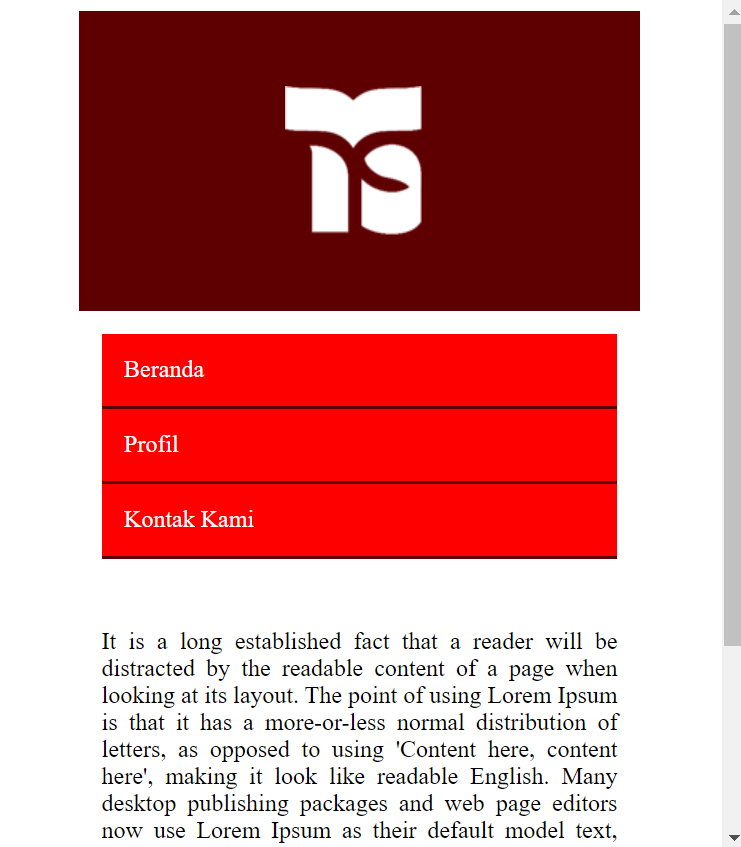 Beranda
Profil
Kontak Kami
It is a long established fact that a reader will be
distracted by the readable content of a page when
looking at its layout. The point of using Lorem Ipsum
is that it has a more-or-less normal distribution of
letters, as opposed to using 'Content here, content
here', making it look like readable English. Many
desktop publishing packages and web page editors
now use Lorem Ipsum as their default model text,